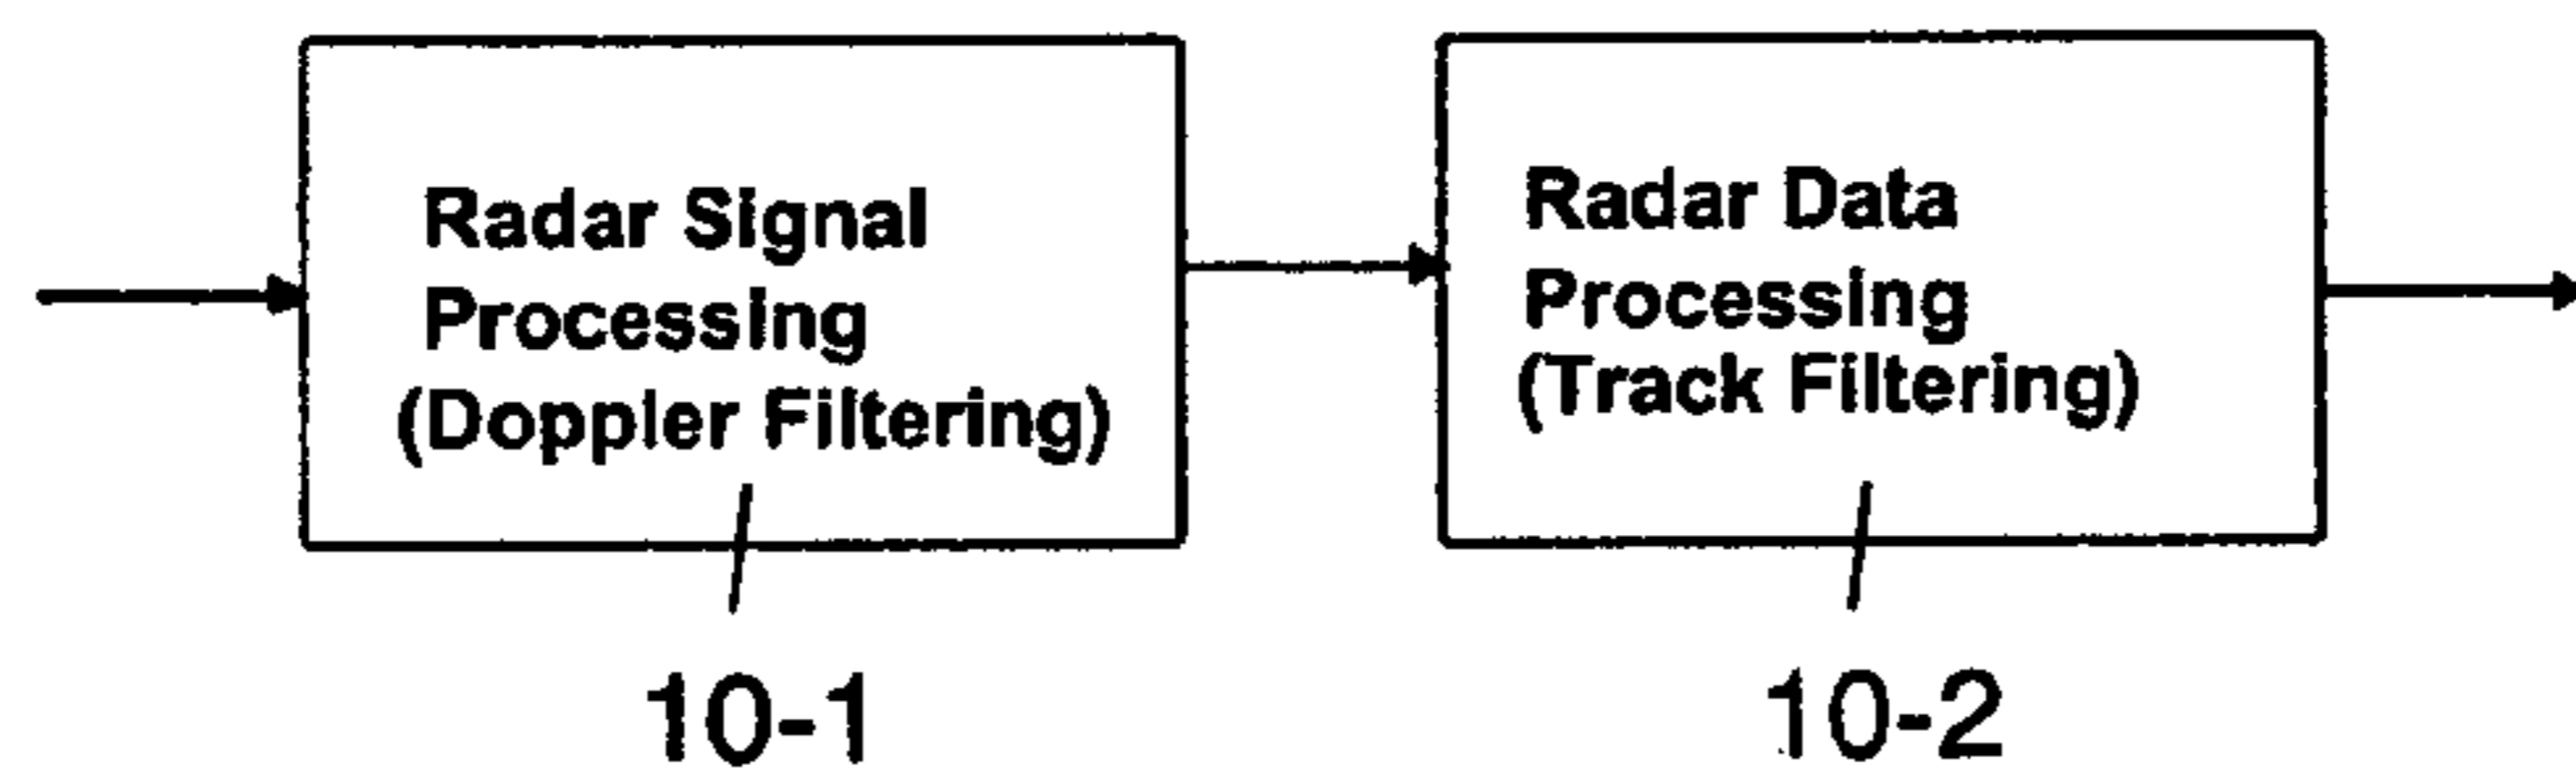 Radar Signal
Processing
(Doppler Filtering)
10-1
Radar Data
Processing
(Track Filtering)
10-2